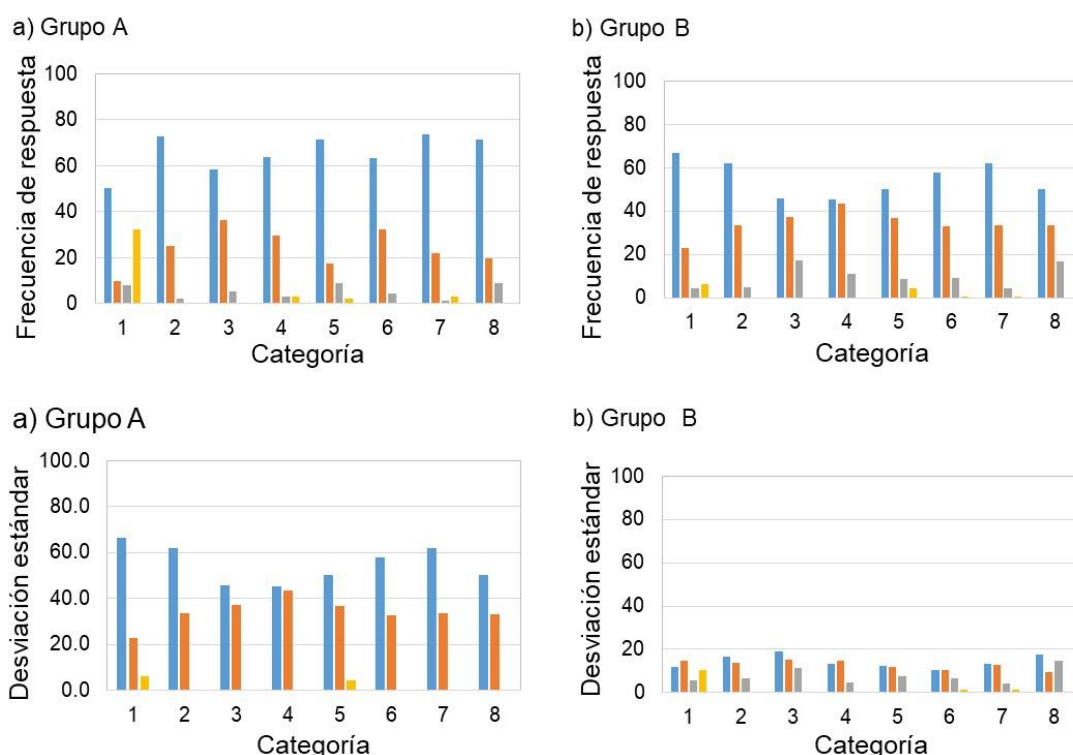 a) Grupo A
Frecuencia de respuesta
100
80
60
40
20
0
1 2 3 4 5 6 7 8
Categoría
b) Grupo B
Frecuencia de respuesta
100
80
60
40
20
0
1 2 3 4 5 6 7 8
Categoría
a) Grupo A
Desviación estándar
100.0
80.0
60.0
40.0
20.0
0.0
1 2 3 4 5 6 7 8
Categoría
b) Grupo B
Desviación estándar
100
80
60
40
20
0
1 2 3 4 5 6 7 8
Categoría